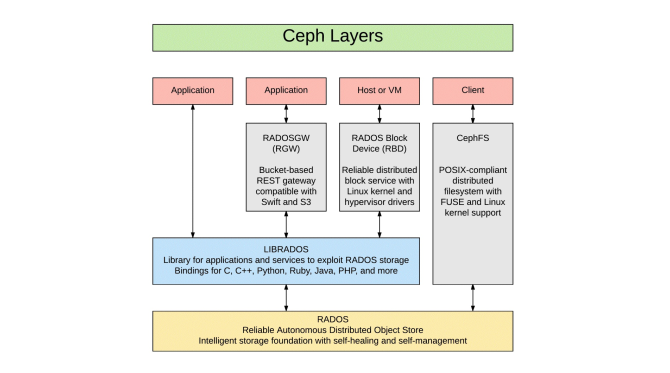 Ceph Layers
Application
Application
Host or VM
Client
RADOSGW
(RGW)
Bucket-based
REST gateway
compatible with
Swift and S3
RADOS Block
Device (RBD)
Reliable distributed
block service with
Linux kernel and
hypervisor drivers
CephFS
POSIX-compliant
distributed
filesystem with
FUSE and Linux
kernel support
LIBRADOS
Library for applications and services to exploit RADOS storage
Bindings for C, C++, Python, Ruby, Java, PHP, and more
RADOS
Reliable Autonomous Distributed Object Store
Intelligent storage foundation with self-healing and self-management